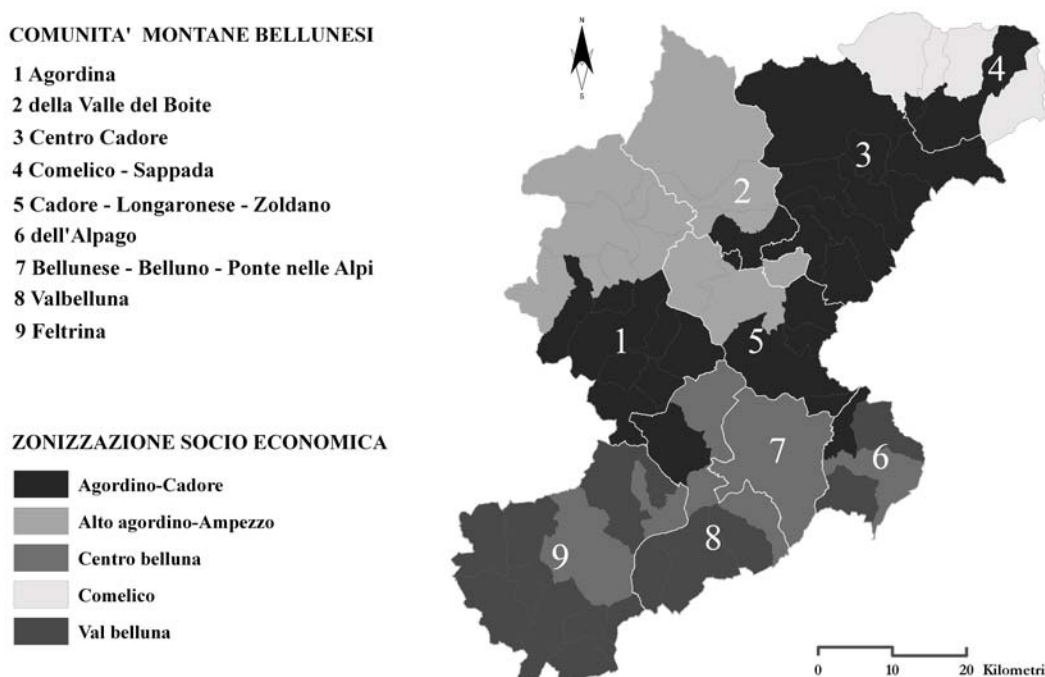 COMUNITA' MONTANE BELLUNESI
1 Agordina
2 della Valle del Boite
3 Centro Cadore
4 Comelico - Sappada
5 Cadore - Longaronese - Zoldano
6 dell'Alpago
7 Bellunese - Belluno - Ponte nelle Alpi
8 Valbelluna
9 Feltrina
ZONIZZAZIONE SOCIO ECONOMICA
Agordino-Cadore
Alto agordino-Ampezzo
Centro belluna
Comelico
Val belluna
N
S
4
3
2
1
5
6
7
8
9
0 10 20 Kilometri